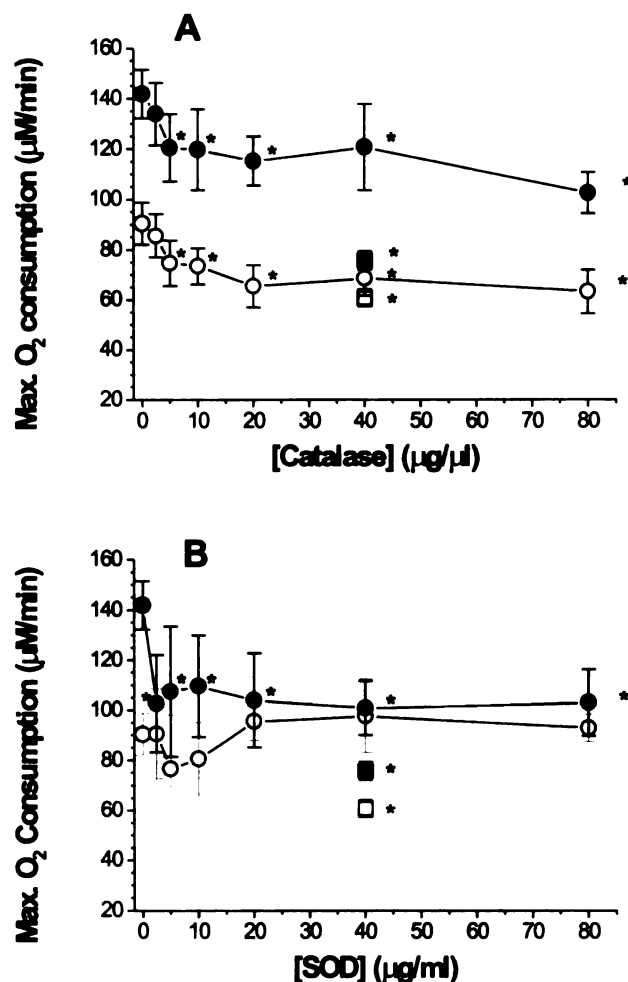 A
Max. O₂ consumption (μM/min)
160
140
120
100
80
60
40
20
* * * * *
* * * * * * *
0 10 20 30 40 50 60 70 80
[Catalase] (μg/μl)
B
Max. O₂ Consumption (μM/min)
160
140
120
100
80
60
40
20
* * * * * *
*
*
0 10 20 30 40 50 60 70 80
[SOD] (μg/ml)